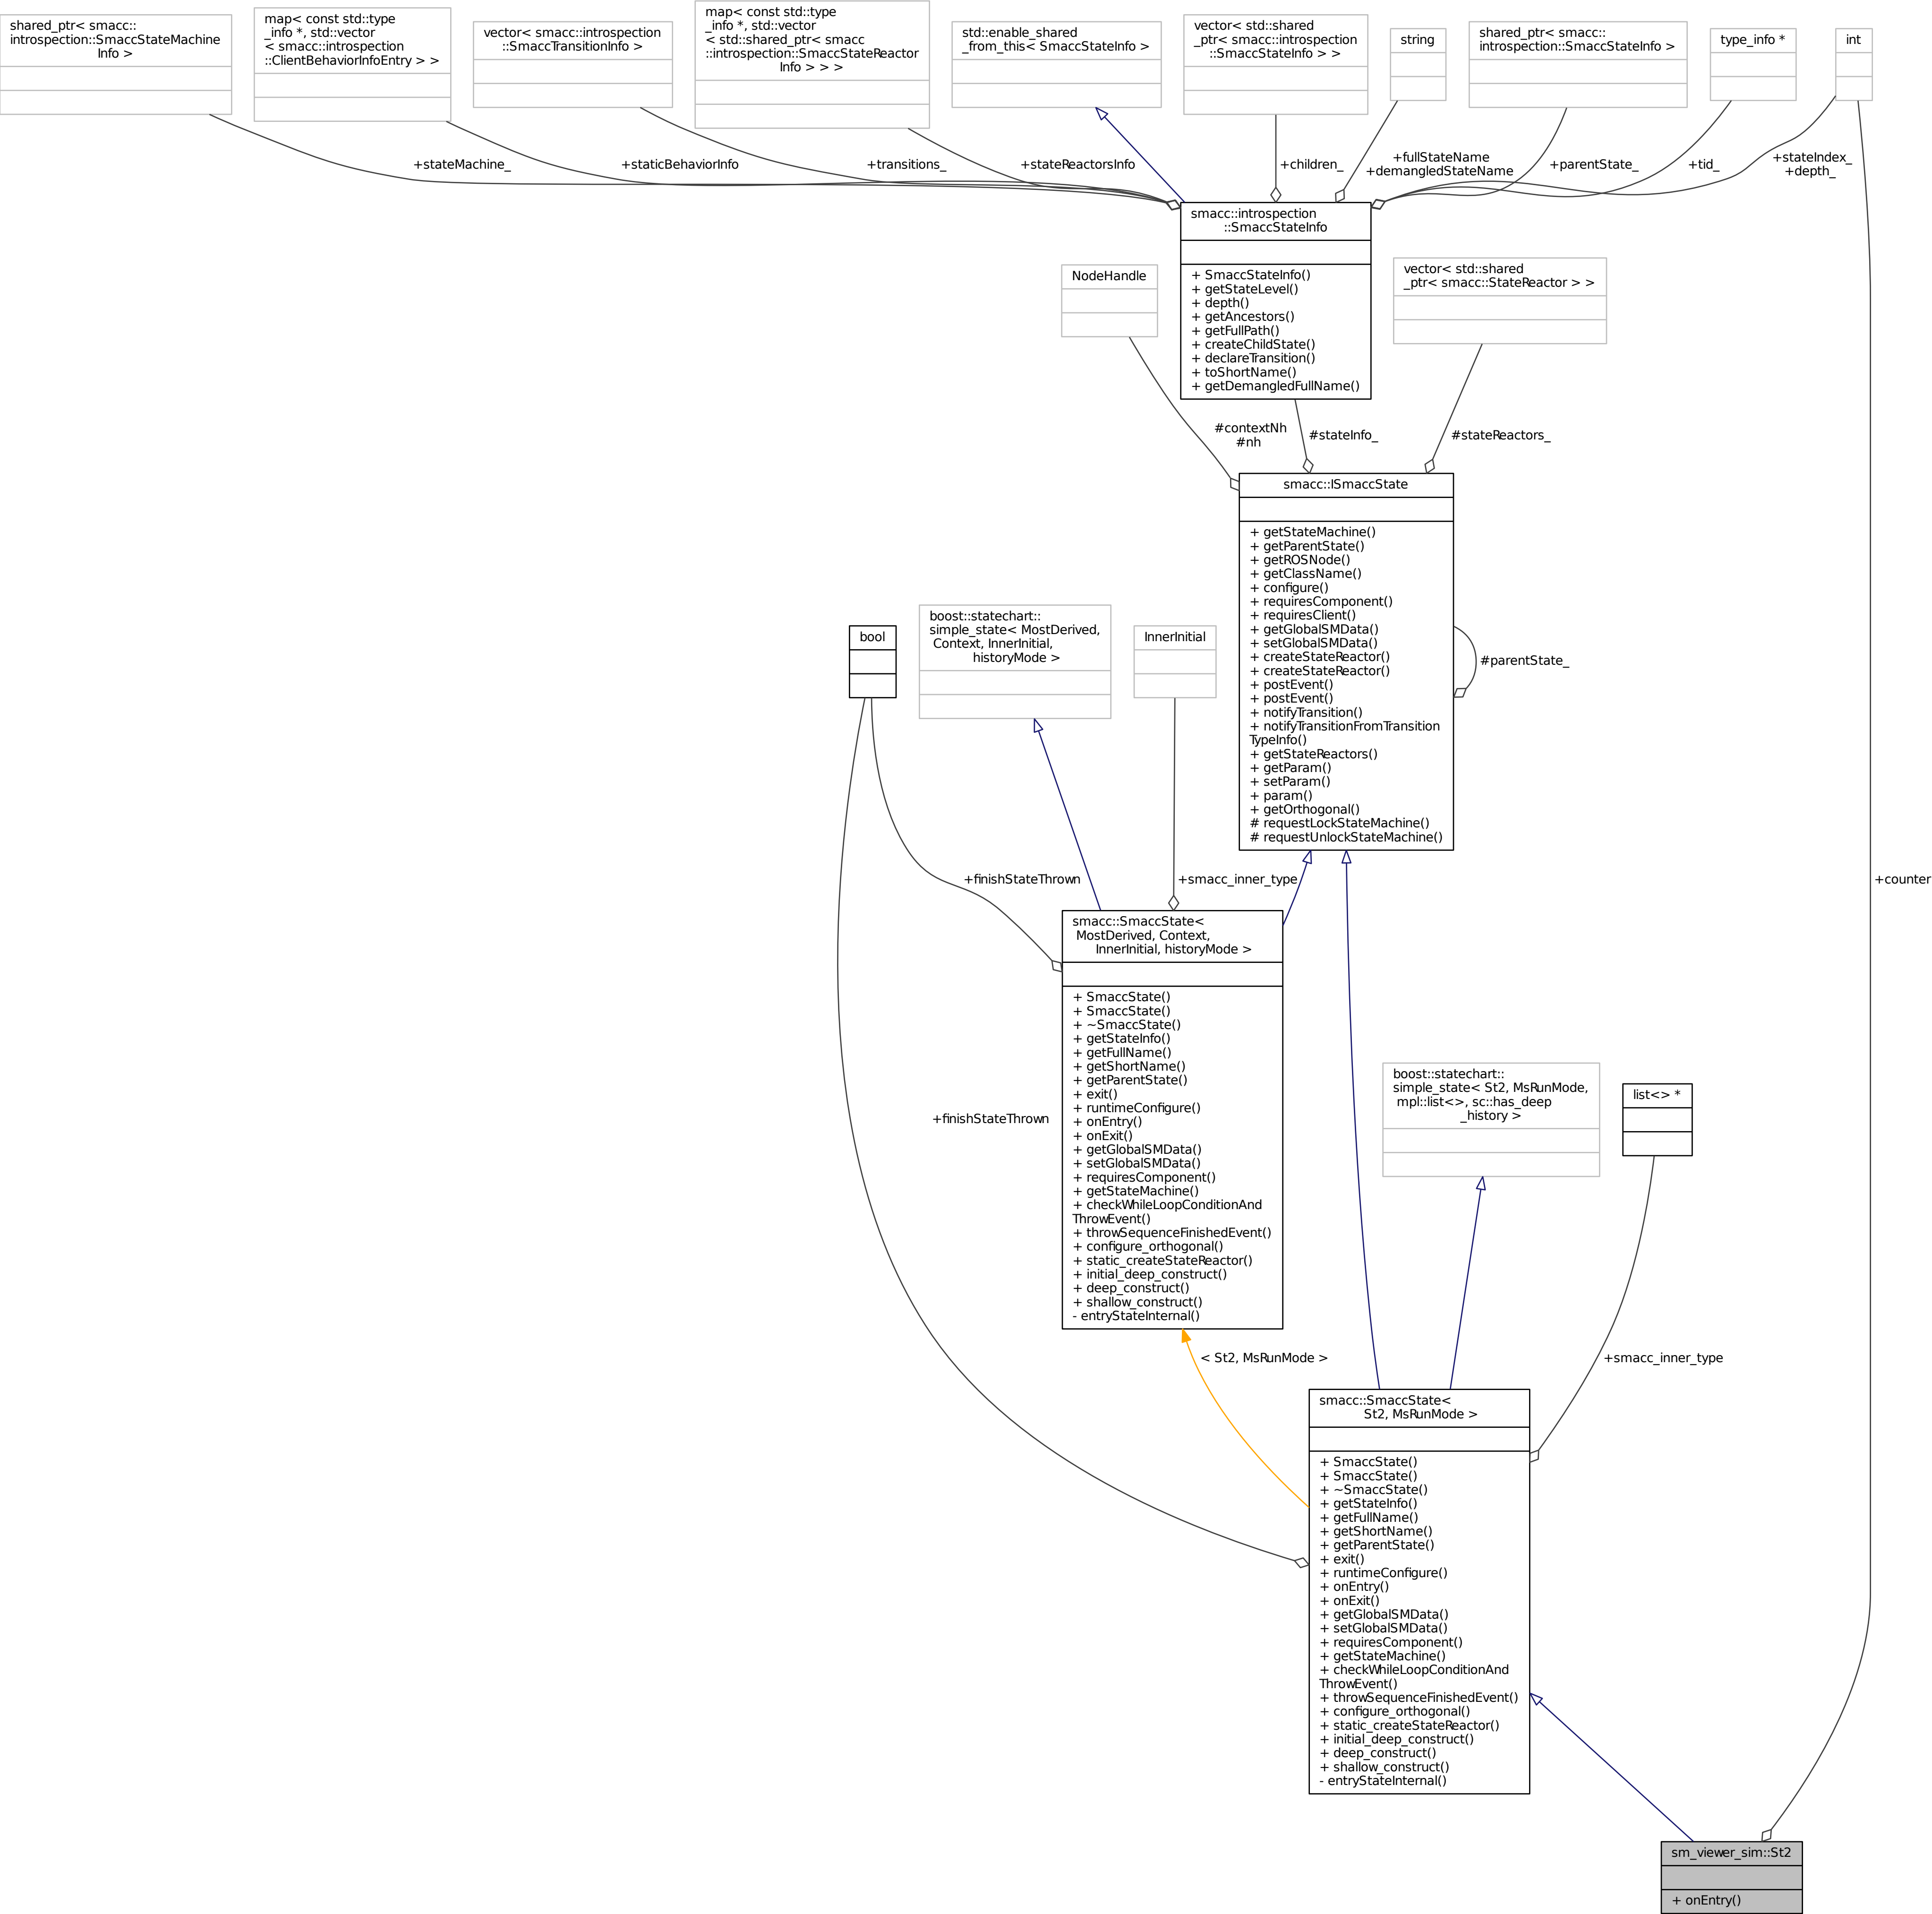 shared_ptr< smacc::
introspection::SmaccStateMachine
Info >
map< const std::type
_info *, std::vector
< smacc::introspection
::ClientBehaviorInfoEntry > >
vector< smacc::introspection
::SmaccTransitionInfo >
map< const std::type
_info *, std::vector
< std::shared_ptr< smacc
::introspection::SmaccStateReactor
Info > > >
std::enable_shared
_from_this< SmaccStateInfo >
vector< std::shared
_ptr< smacc::introspection
::SmaccStateInfo > >
string
shared_ptr< smacc::
introspection::SmaccStateInfo >
type_info *
int
+stateMachine_
+staticBehaviorInfo
+transitions_
+stateReactorsInfo
+children_
+fullStateName
+demangledStateName
+parentState_
+tid_
+stateIndex_
+depth_
smacc::introspection
::SmaccStateInfo
+ SmaccStateInfo()
+ getStateLevel()
+ depth()
+ getAncestors()
+ getFullPath()
+ createChildState()
+ declareTransition()
+ toShortName()
+ getDemangledFullName()
NodeHandle
vector< std::shared
_ptr< smacc::StateReactor > >
#contextNh
#nh
#stateInfo_
#stateReactors_
smacc::ISmaccState
+ getStateMachine()
+ getParentState()
+ getROSNode()
+ getClassName()
+ configure()
+ requiresComponent()
+ requiresClient()
+ getGlobalSMData()
+ setGlobalSMData()
+ createStateReactor()
+ createStateReactor()
+ postEvent()
+ postEvent()
+ notifyTransition()
+ notifyTransitionFromTransition
TypeInfo()
+ getStateReactors()
+ getParam()
+ setParam()
+ param()
+ getOrthogonal()
# requestLockStateMachine()
# requestUnlockStateMachine()
#parentState_
bool
boost::statechart::
simple_state< MostDerived,
Context, InnerInitial,
historyMode >
InnerInitial
+finishStateThrown
+smacc_inner_type
+counter
smacc::SmaccState<
MostDerived, Context,
InnerInitial, historyMode >
+ SmaccState()
+ SmaccState()
+ ~SmaccState()
+ getStateInfo()
+ getFullName()
+ getShortName()
+ getParentState()
+ exit()
+ runtimeConfigure()
+ onEntry()
+ onExit()
+ getGlobalSMData()
+ setGlobalSMData()
+ requiresComponent()
+ getStateMachine()
+ checkWhileLoopConditionAnd
ThrowEvent()
+ throwSequenceFinishedEvent()
+ configure_orthogonal()
+ static_createStateReactor()
+ initial_deep_construct()
+ deep_construct()
+ shallow_construct()
- entryStateInternal()
+finishStateThrown
boost::statechart::
simple_state< St2, MsRunMode,
mpl::list<>, sc::has_deep
_history >
list<> *
< St2, MsRunMode >
+smacc_inner_type
smacc::SmaccState<
St2, MsRunMode >
+ SmaccState()
+ SmaccState()
+ ~SmaccState()
+ getStateInfo()
+ getFullName()
+ getShortName()
+ getParentState()
+ exit()
+ runtimeConfigure()
+ onEntry()
+ onExit()
+ getGlobalSMData()
+ setGlobalSMData()
+ requiresComponent()
+ getStateMachine()
+ checkWhileLoopConditionAnd
ThrowEvent()
+ throwSequenceFinishedEvent()
+ configure_orthogonal()
+ static_createStateReactor()
+ initial_deep_construct()
+ deep_construct()
+ shallow_construct()
- entryStateInternal()
sm_viewer_sim::St2
+ onEntry()